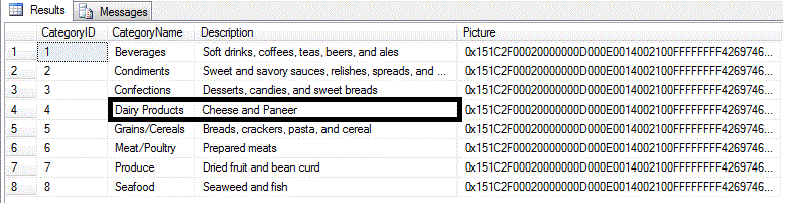 Results Messages
CategoryID CategoryName Description Picture
1 1 Beverages Soft drinks, coffees, teas, beers, and ales 0x151C2F00020000000D000E0014002100FFFFFFFF4269746...
2 2 Condiments Sweet and savory sauces, relishes, spreads, and ... 0x151C2F00020000000D000E0014002100FFFFFFFF4269746...
3 3 Confections Desserts, candies, and sweet breads 0x151C2F00020000000D000E0014002100FFFFFFFF4269746...
4 4 Dairy Products Cheese and Paneer 0x151C2F00020000000D000E0014002100FFFFFFFF4269746...
5 5 Grains/Cereals Breads, crackers, pasta, and cereal 0x151C2F00020000000D000E0014002100FFFFFFFF4269746...
6 6 Meat/Poultry Prepared meats 0x151C2F00020000000D000E0014002100FFFFFFFF4269746...
7 7 Produce Dried fruit and bean curd 0x151C2F00020000000D000E0014002100FFFFFFFF4269746...
8 8 Seafood Seaweed and fish 0x151C2F00020000000D000E0014002100FFFFFFFF4269746...